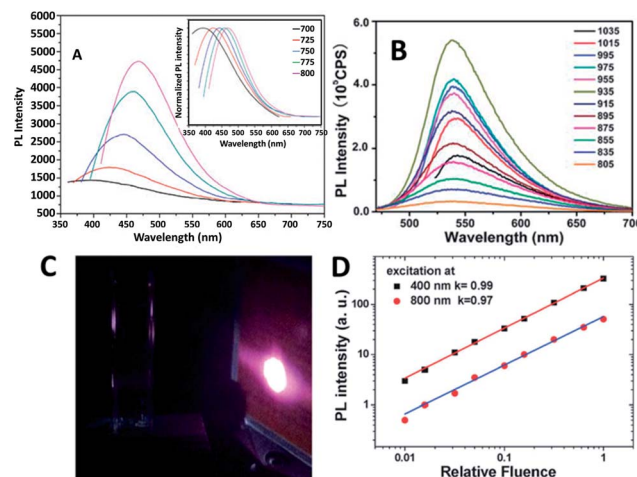 A
PL Intensity
5000
4500
4000
3500
3000
2500
2000
1500
1000
500
350 400 450 500 550 600 650 700 750
Wavelength (nm)
Normalized PL intensity
700
725
750
775
800
350 400 450 500 550 600 650 700 750
Wavelength (nm)
B
PL Intensity (10⁵CPS)
6.0
4.0
2.0
0.0
500 550 600 650 700
Wavelength (nm)
1035
1015
995
975
955
935
915
895
875
855
835
805
C
D
PL intensity (a. u.)
100
10
1
excitation at
400 nm k= 0.99
800 nm k=0.97
0.01 0.1 1
Relative Fluence